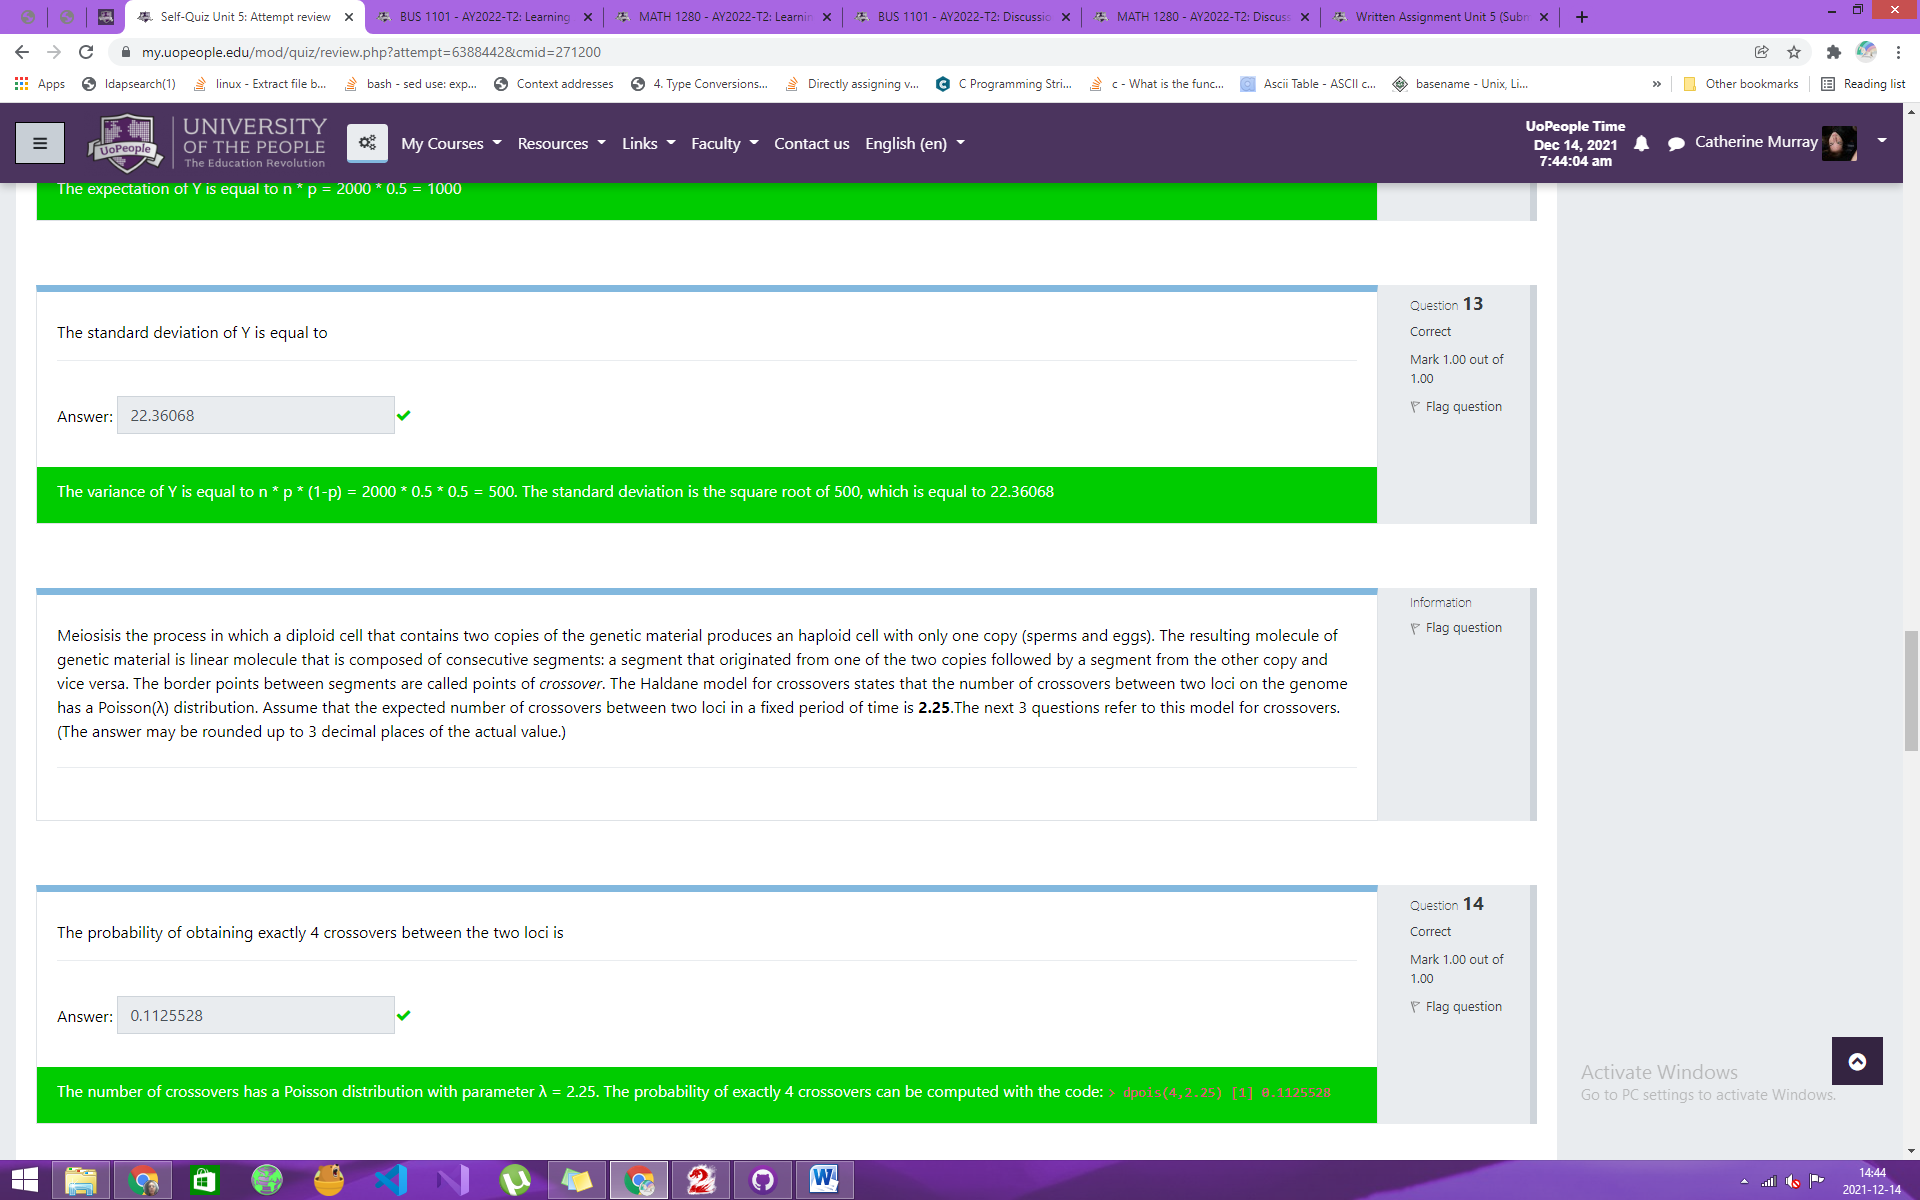 Self-Quiz Unit 5: Attempt review
BUS 1101 - AY2022-T2: Learning
MATH 1280 - AY2022-T2: Learnin
BUS 1101 - AY2022-T2: Discussio
MATH 1280 - AY2022-T2: Discuss
Written Assignment Unit 5 (Subm
my.uopeople.edu/mod/quiz/review.php?attempt=6388442&cmid=271200
Apps
ldapsearch(1)
linux - Extract file b...
bash - sed use: exp...
Context addresses
4. Type Conversions...
Directly assigning v...
C Programming Stri...
c - What is the func...
Ascii Table - ASCII c...
basename - Unix, Li...
»
Other bookmarks
Reading list
UoPeople
UNIVERSITY
OF THE PEOPLE
The Education Revolution
My Courses
Resources
Links
Faculty
Contact us
English (en)
UoPeople Time
Dec 14, 2021
7:44:04 am
Catherine Murray
The expectation of Y is equal to n * p = 2000 * 0.5 = 1000
The standard deviation of Y is equal to
Answer: 22.36068
The variance of Y is equal to n * p * (1-p) = 2000 * 0.5 * 0.5 = 500. The standard deviation is the square root of 500, which is equal to 22.36068
Question 13
Correct
Mark 1.00 out of
1.00
Flag question
Meiosisis the process in which a diploid cell that contains two copies of the genetic material produces an haploid cell with only one copy (sperms and eggs). The resulting molecule of
genetic material is linear molecule that is composed of consecutive segments: a segment that originated from one of the two copies followed by a segment from the other copy and
vice versa. The border points between segments are called points of crossover. The Haldane model for crossovers states that the number of crossovers between two loci on the genome
has a Poisson(λ) distribution. Assume that the expected number of crossovers between two loci in a fixed period of time is 2.25.The next 3 questions refer to this model for crossovers.
(The answer may be rounded up to 3 decimal places of the actual value.)
Information
Flag question
The probability of obtaining exactly 4 crossovers between the two loci is
Answer: 0.1125528
The number of crossovers has a Poisson distribution with parameter λ = 2.25. The probability of exactly 4 crossovers can be computed with the code: > dpois(4,2.25) [1] 0.1125528
Question 14
Correct
Mark 1.00 out of
1.00
Flag question
Activate Windows
Go to PC settings to activate Windows.
14:44
2021-12-14